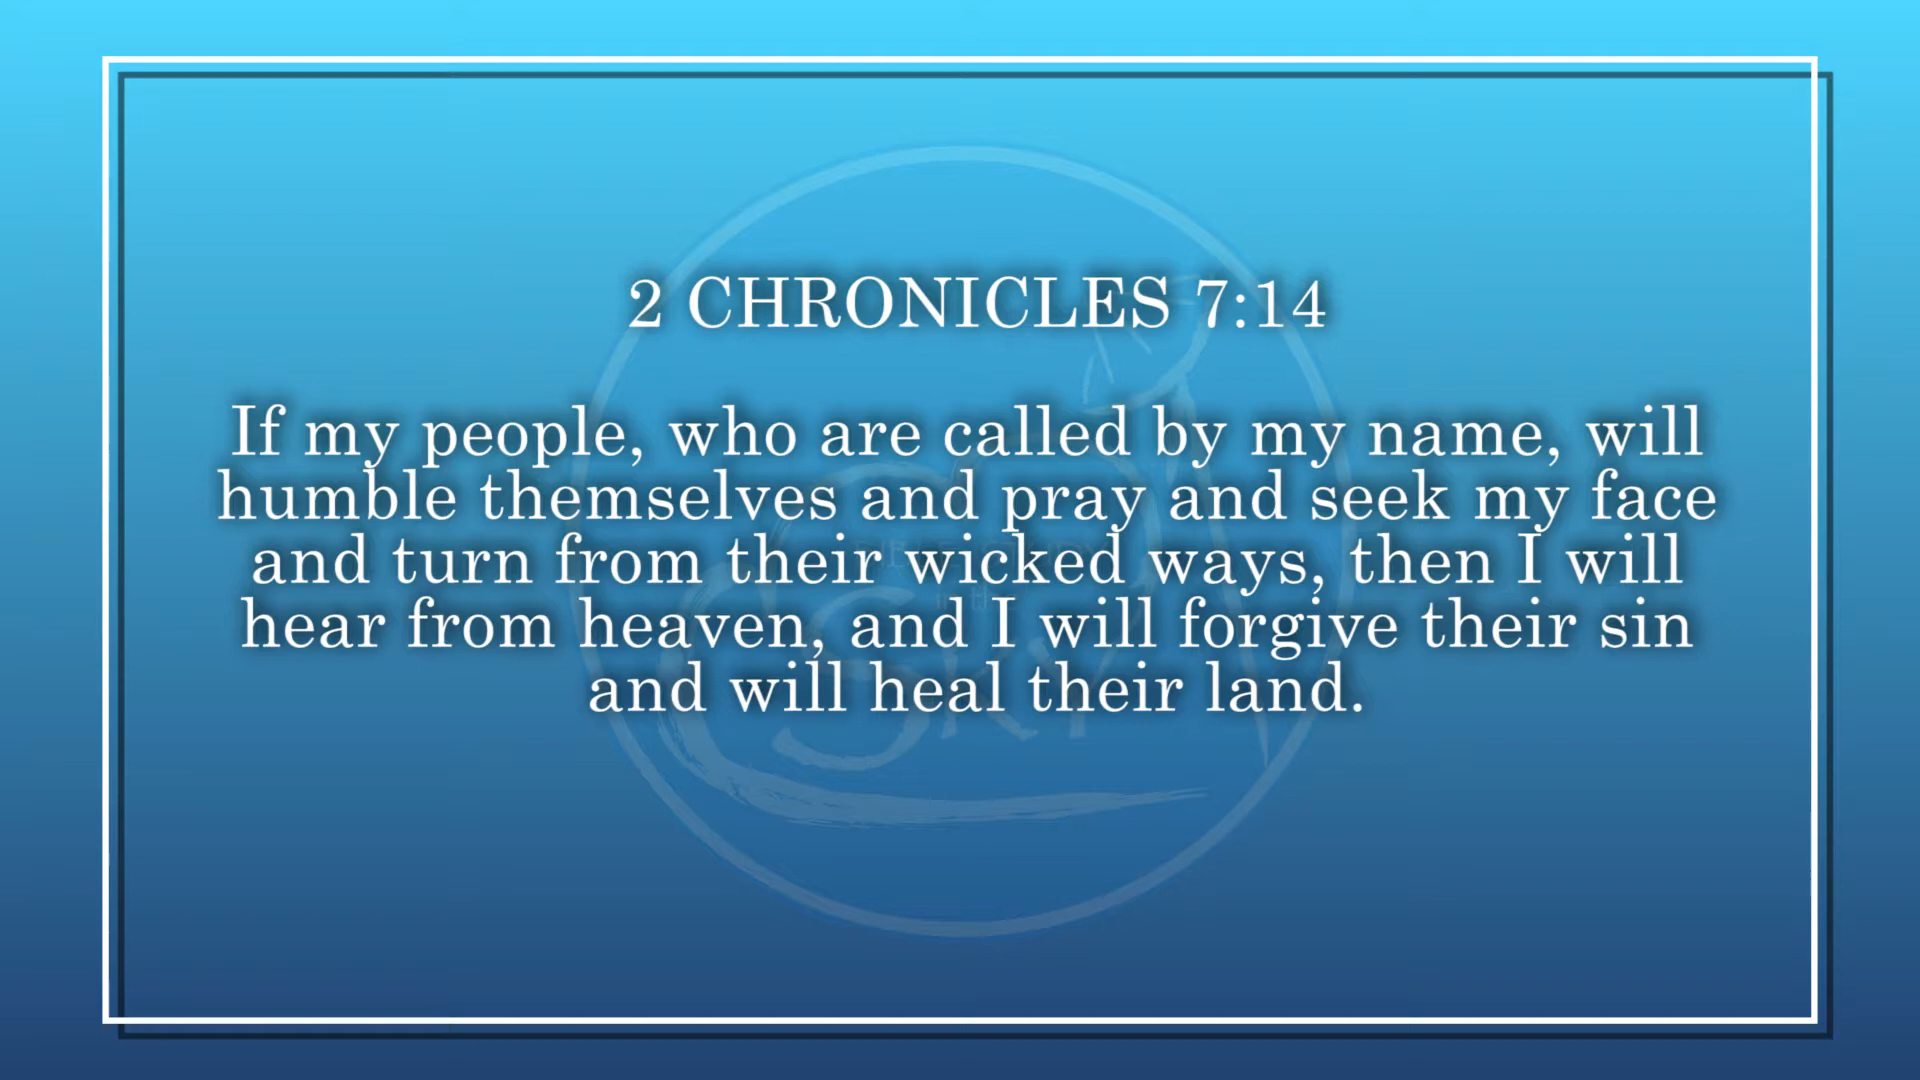 2 CHRONICLES 7:14
If my people, who are called by my name, will
humble themselves and pray and seek my face
and turn from their wicked ways, then I will
hear from heaven, and I will forgive their sin
and will heal their land.
SKY